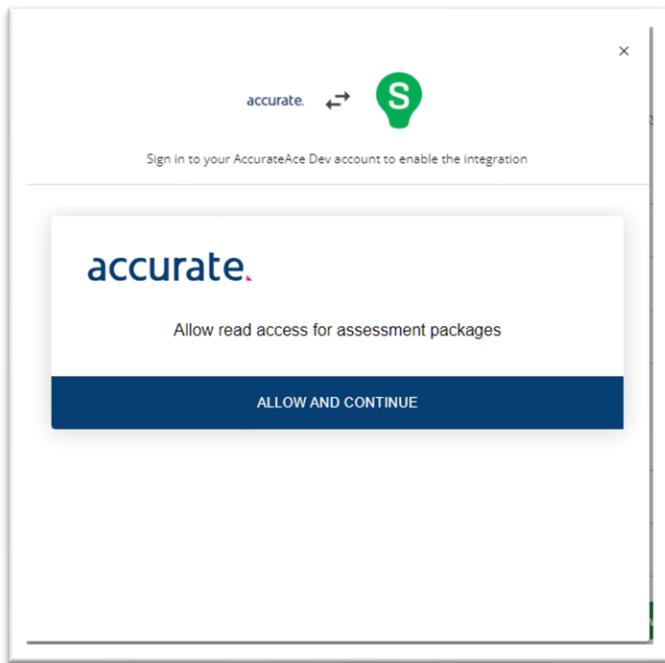 accurate.
S
Sign in to your AccurateAce Dev account to enable the integration
accurate.
Allow read access for assessment packages
ALLOW AND CONTINUE